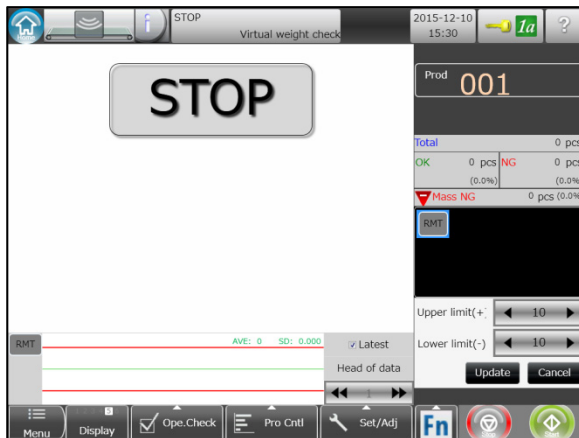 Home
i
STOP
Virtual weight check
2015-12-10
15:30
1a
?
STOP
Prod
001
Total
0 pcs
OK
0 pcs
NG
0 pcs
(0.0%)
(0.0%
Mass NG
0 pcs (0.0%
RMT
Upper limit(+
10
Lower limit(-)
10
Update
Cancel
RMT
AVE: 0
SD: 0.000
Latest
Head of data
1
Menu
Display
Ope.Check
Pro Cntl
Set/Adj
Fn
Start